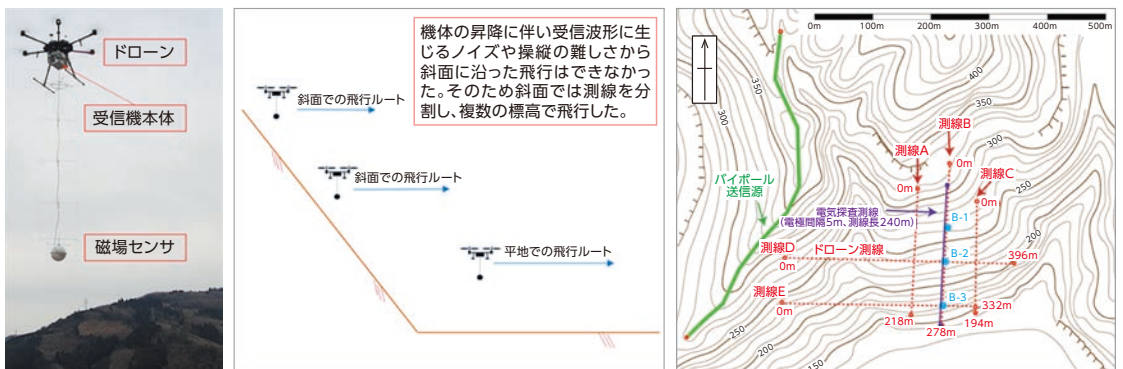 ドローン
受信機本体
磁場センサ
機体の昇降に伴い受信波形に生
じるノイズや操縦の難しさから
斜面に沿った飛行はできなかっ
た。そのため斜面では測線を分
割し、複数の標高で飛行した。
斜面での飛行ルート
斜面での飛行ルート
平地での飛行ルート
0m 100m 200m 300m 400m 500m
400
350
350
300
測線B
300
測線A
0m
測線C
250
0m
0m
バイポール
送信源
電気探査測線
(電極間隔5m、測線長240m)
B-1
200
測線D
ドローン測線
B-2
0m
396m
測線E
B-3
0m
332m
250
218m
194m
278m
200
150